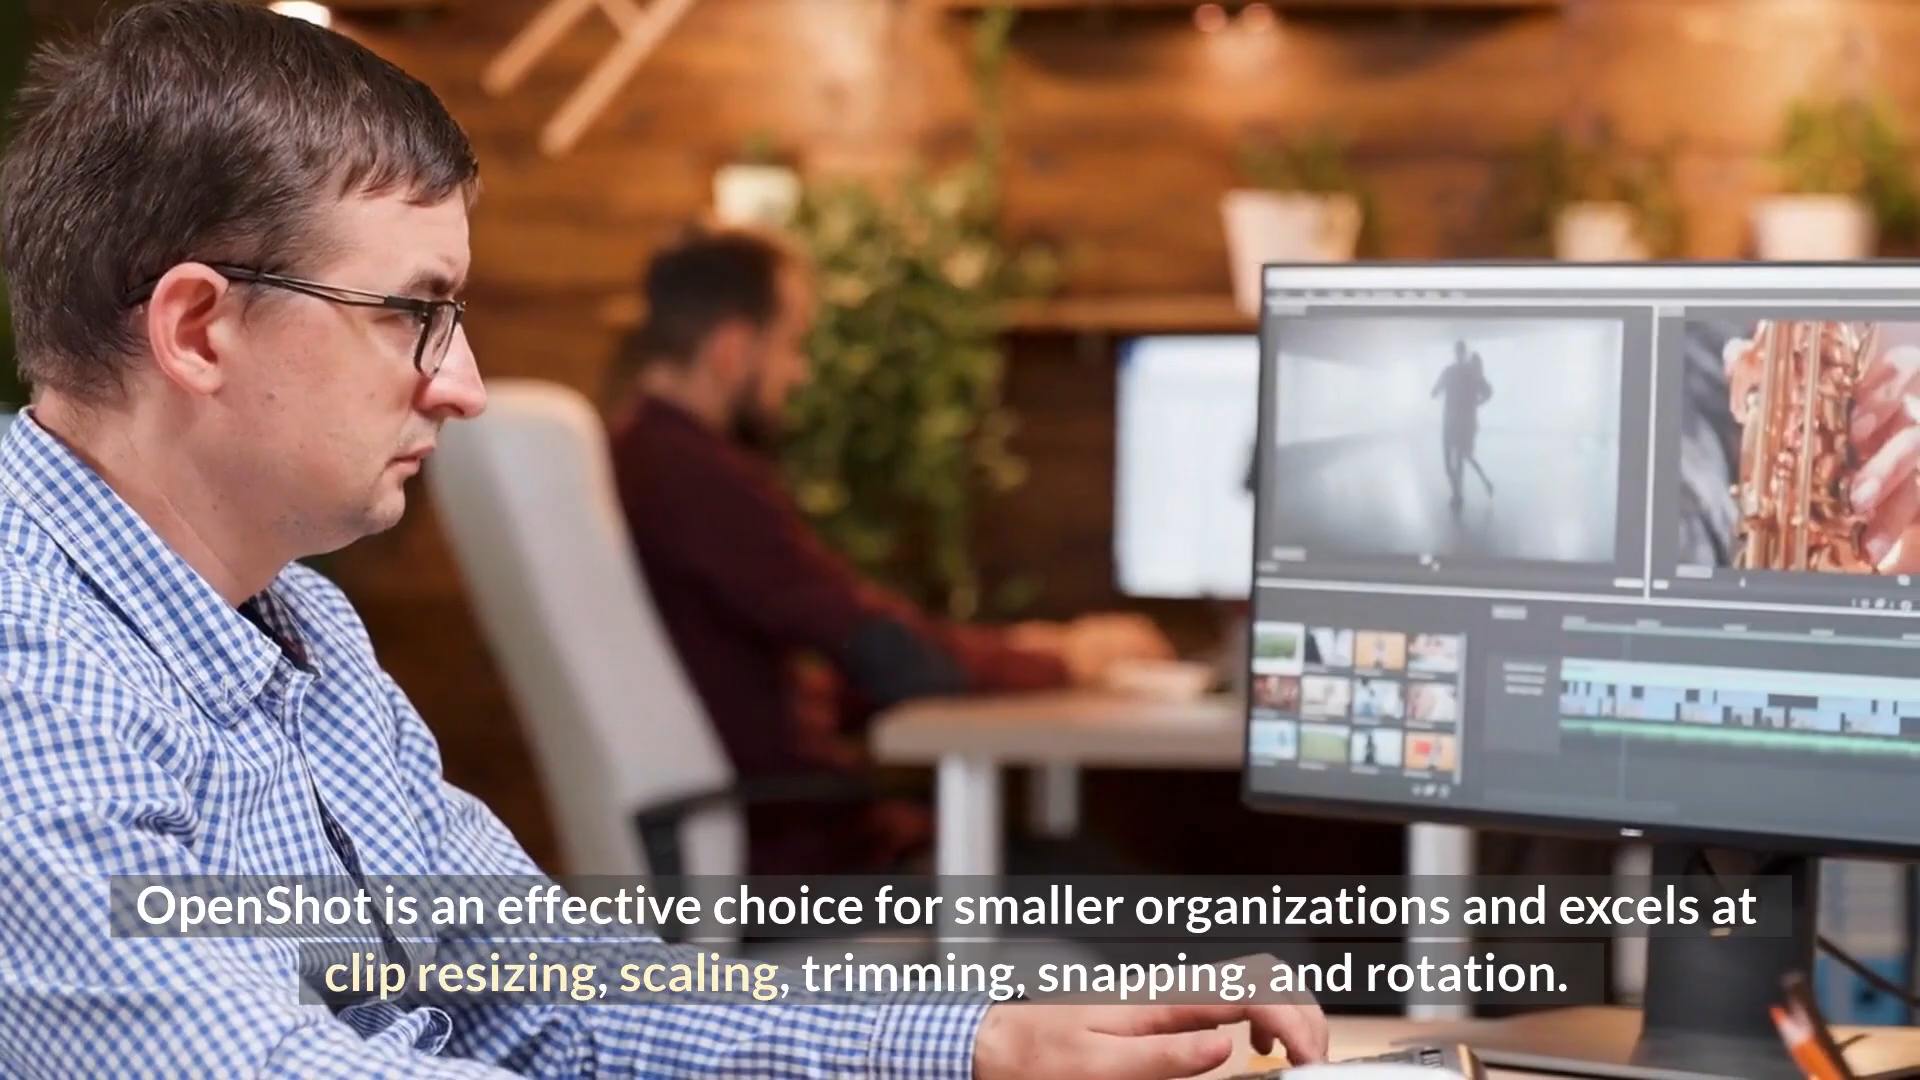 OpenShot is an effective choice for smaller organizations and excels at
clip resizing, scaling, trimming, snapping, and rotation.